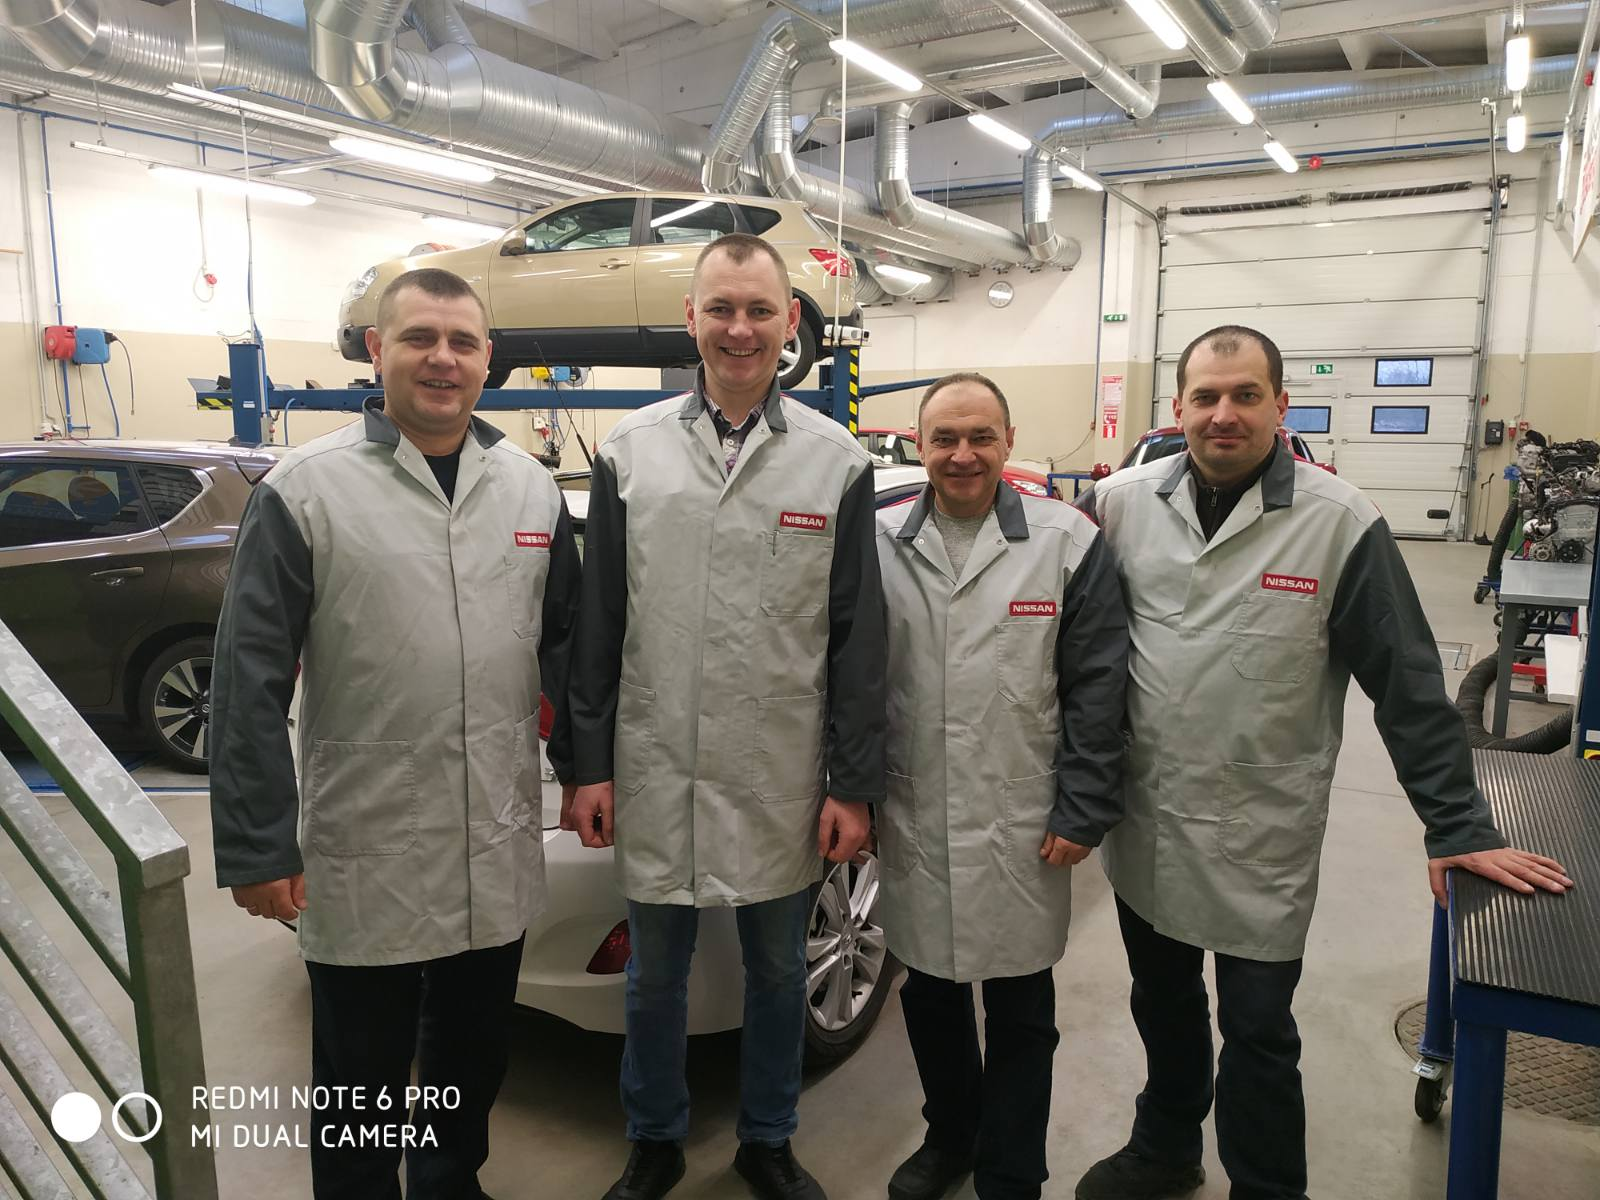 NISSAN
NISSAN
NISSAN
NISSAN
REDMI NOTE 6 PRO
MI DUAL CAMERA